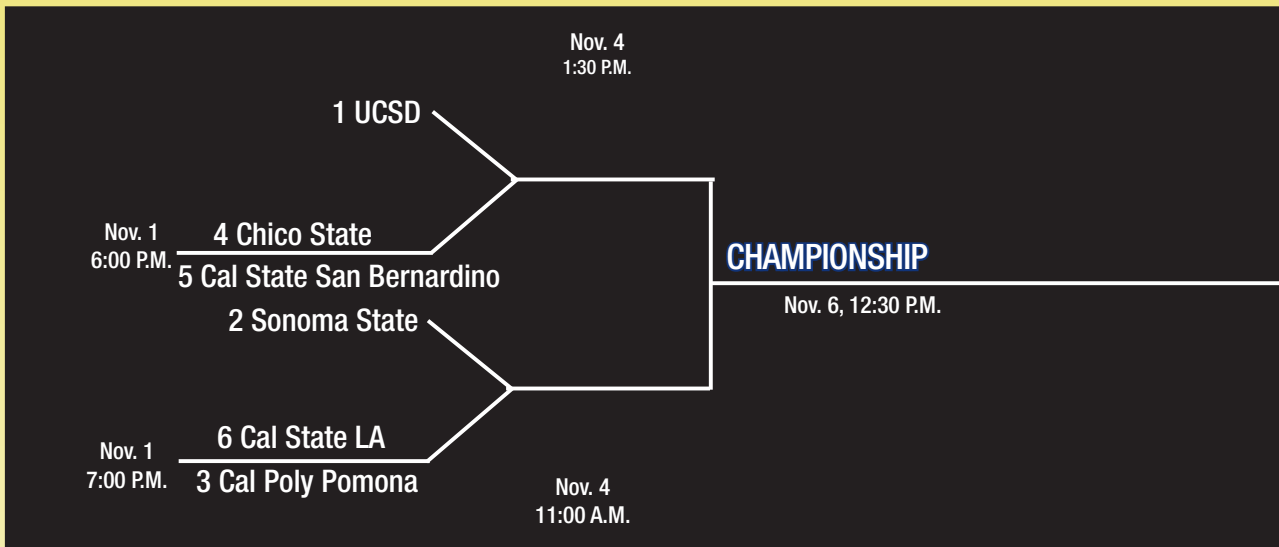 Nov. 4
1:30 P.M.
1 UCSD
Nov. 1
6:00 P.M.
4 Chico State
5 Cal State San Bernardino
CHAMPIONSHIP
Nov. 6, 12:30 P.M.
2 Sonoma State
Nov. 1
7:00 P.M.
6 Cal State LA
3 Cal Poly Pomona
Nov. 4
11:00 A.M.